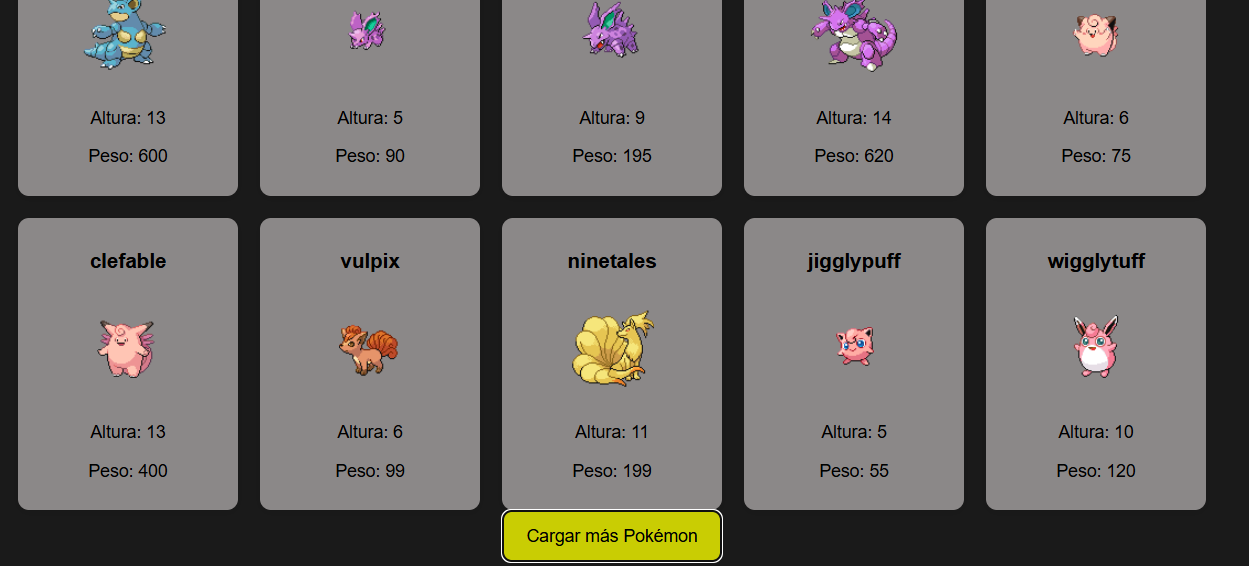 Altura: 13 Altura: 5 Altura: 9 Altura: 14 Altura: 6
Peso: 600 Peso: 90 Peso: 195 Peso: 620 Peso: 75
clefable vulpix ninetales jigglypuff wigglytuff
Altura: 13 Altura: 6 Altura: 11 Altura: 5 Altura: 10
Peso: 400 Peso: 99 Peso: 199 Peso: 55 Peso: 120
Cargar más Pokémon